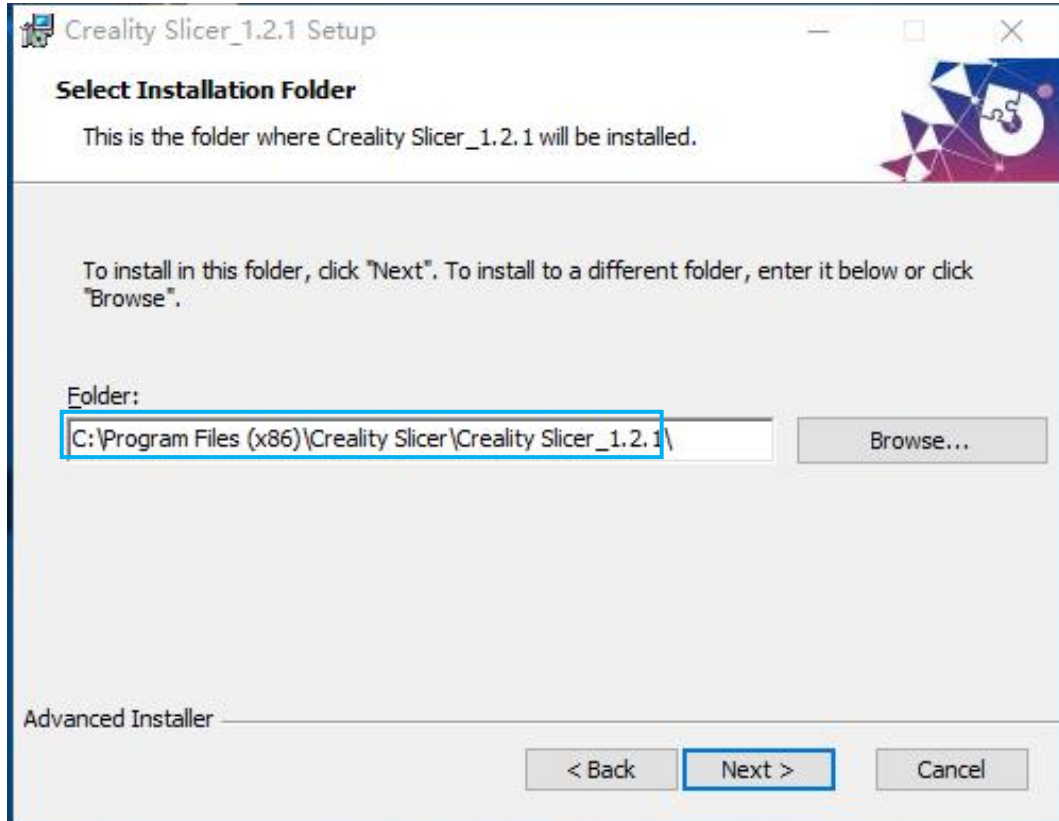 Creality Slicer_1.2.1 Setup
Select Installation Folder
This is the folder where Creality Slicer_1.2.1 will be installed.
To install in this folder, click "Next". To install to a different folder, enter it below or click
"Browse".
Folder:
C:\Program Files (x86)\Creality Slicer\Creality Slicer_1.2.1\
Browse...
Advanced Installer
< Back
Next >
Cancel